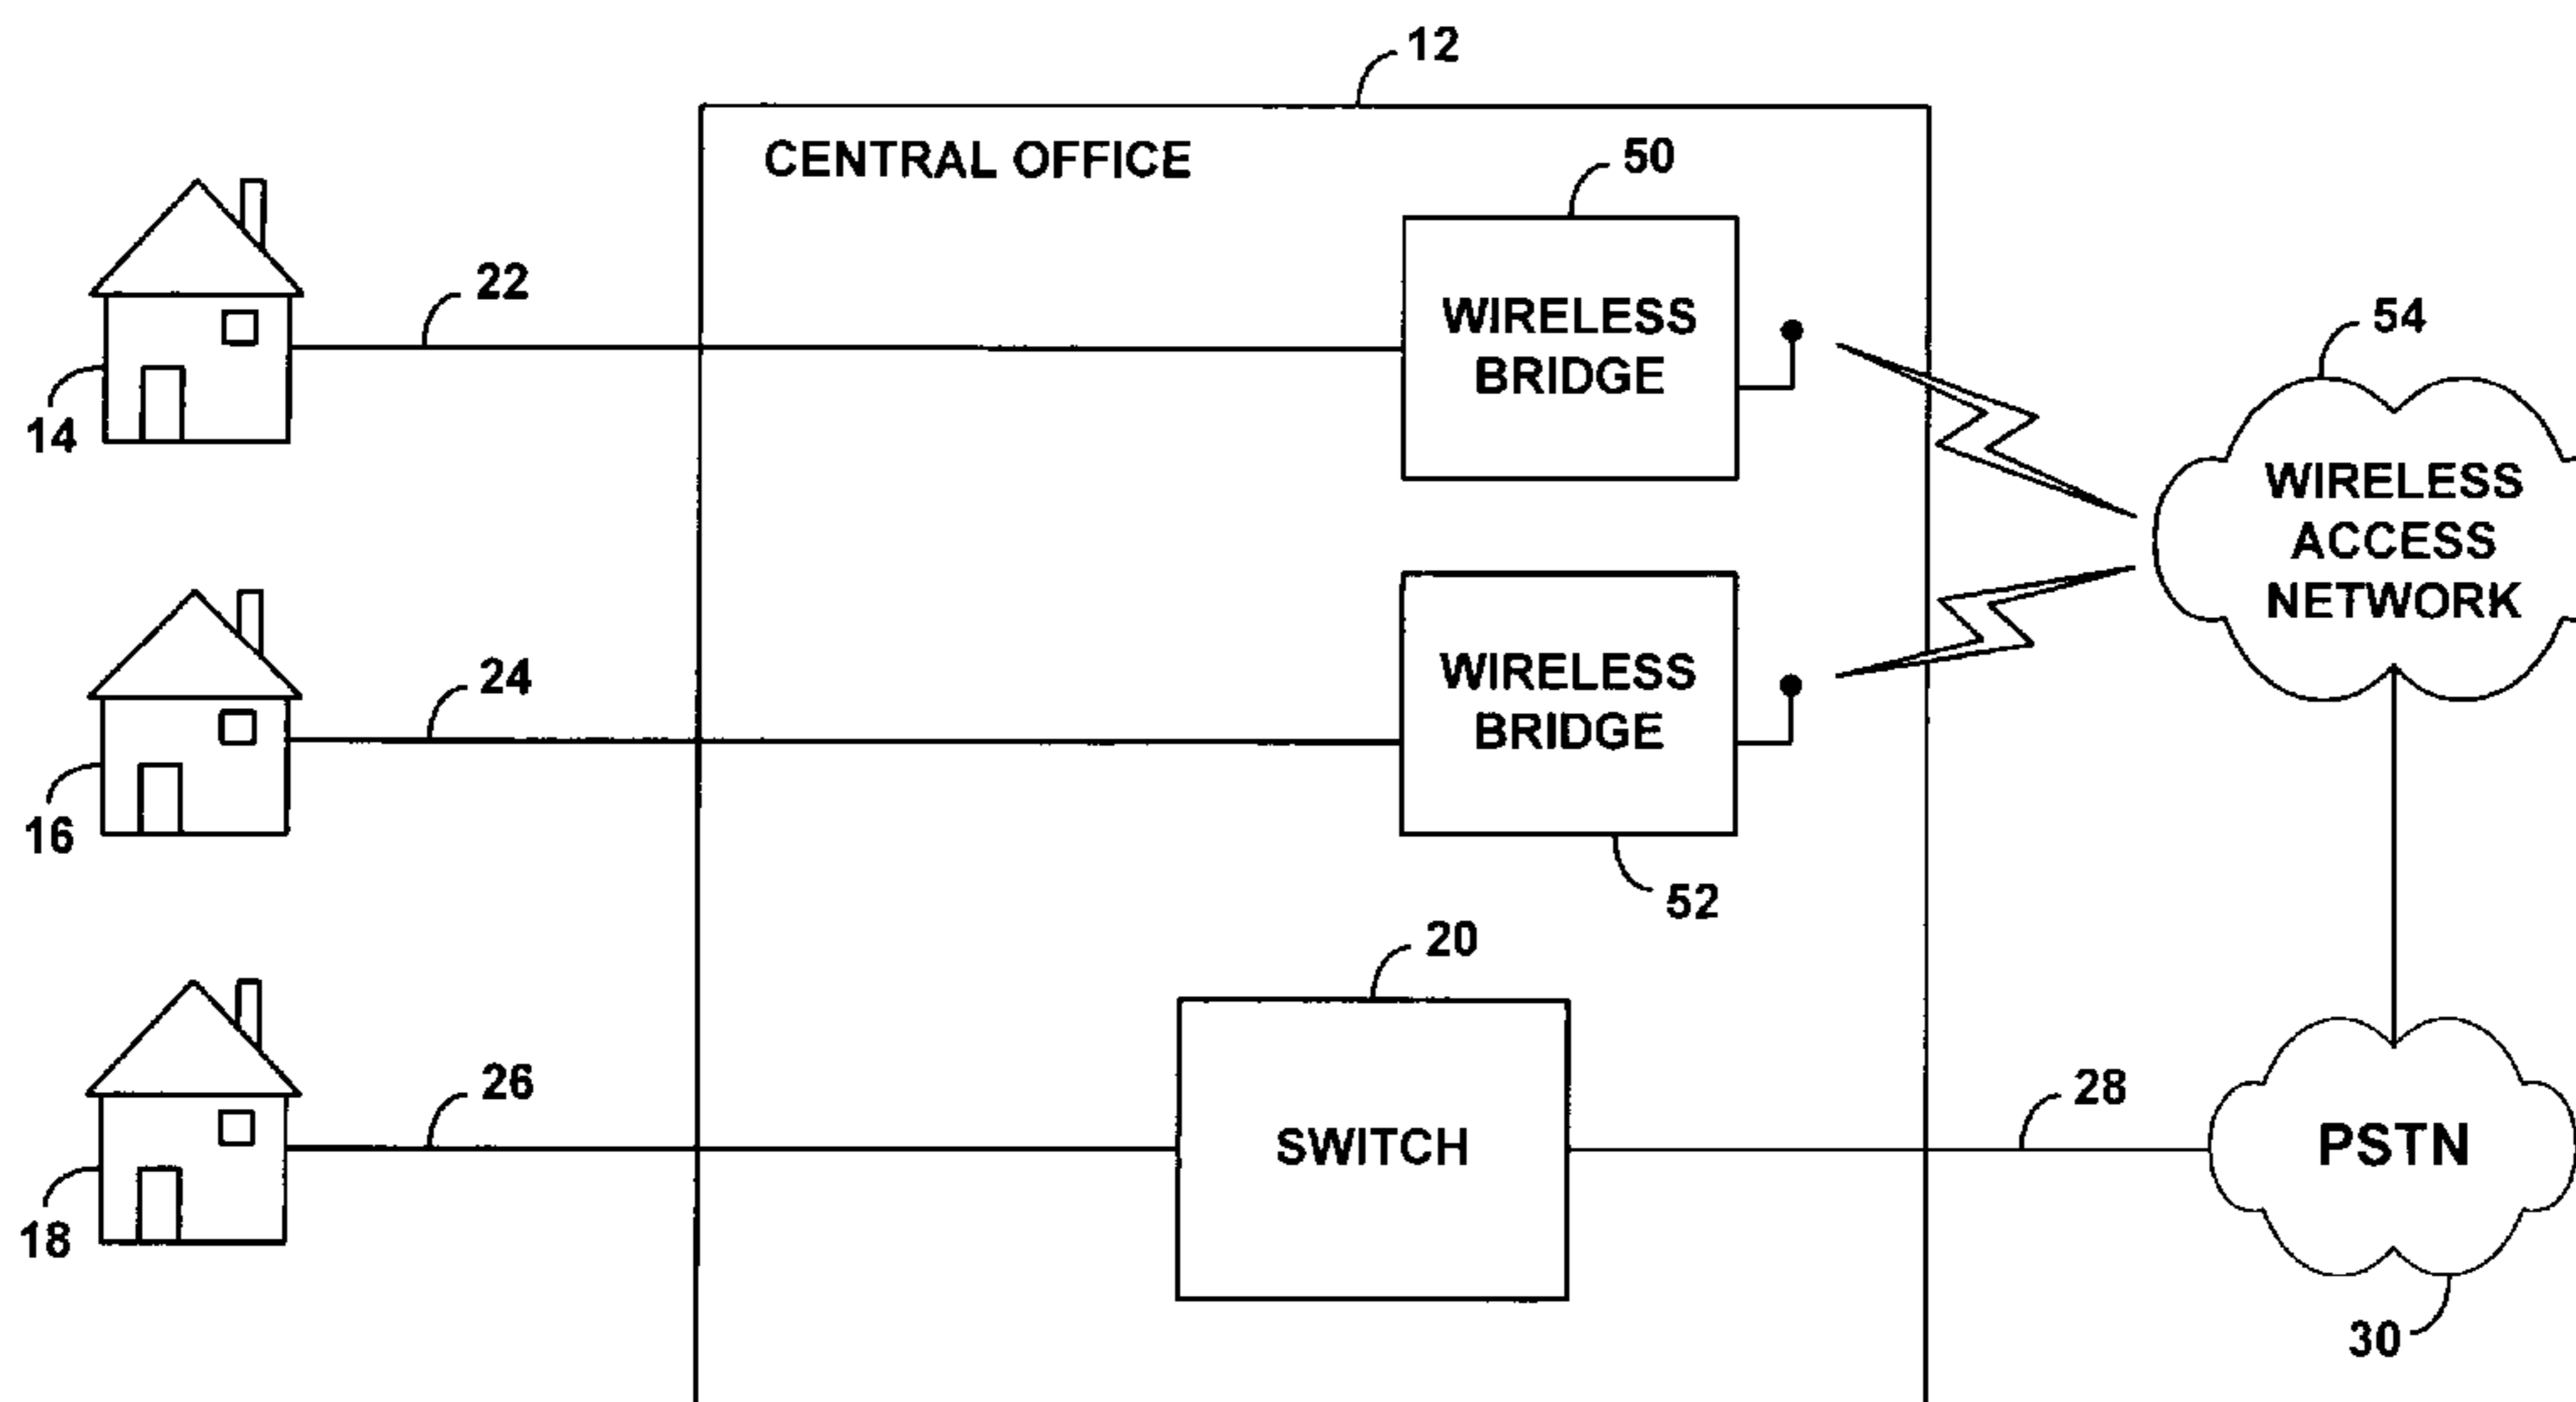 12
CENTRAL OFFICE
50
22
WIRELESS
BRIDGE
54
14
WIRELESS
ACCESS
NETWORK
24
WIRELESS
BRIDGE
16
52
20
26
28
SWITCH
PSTN
18
30